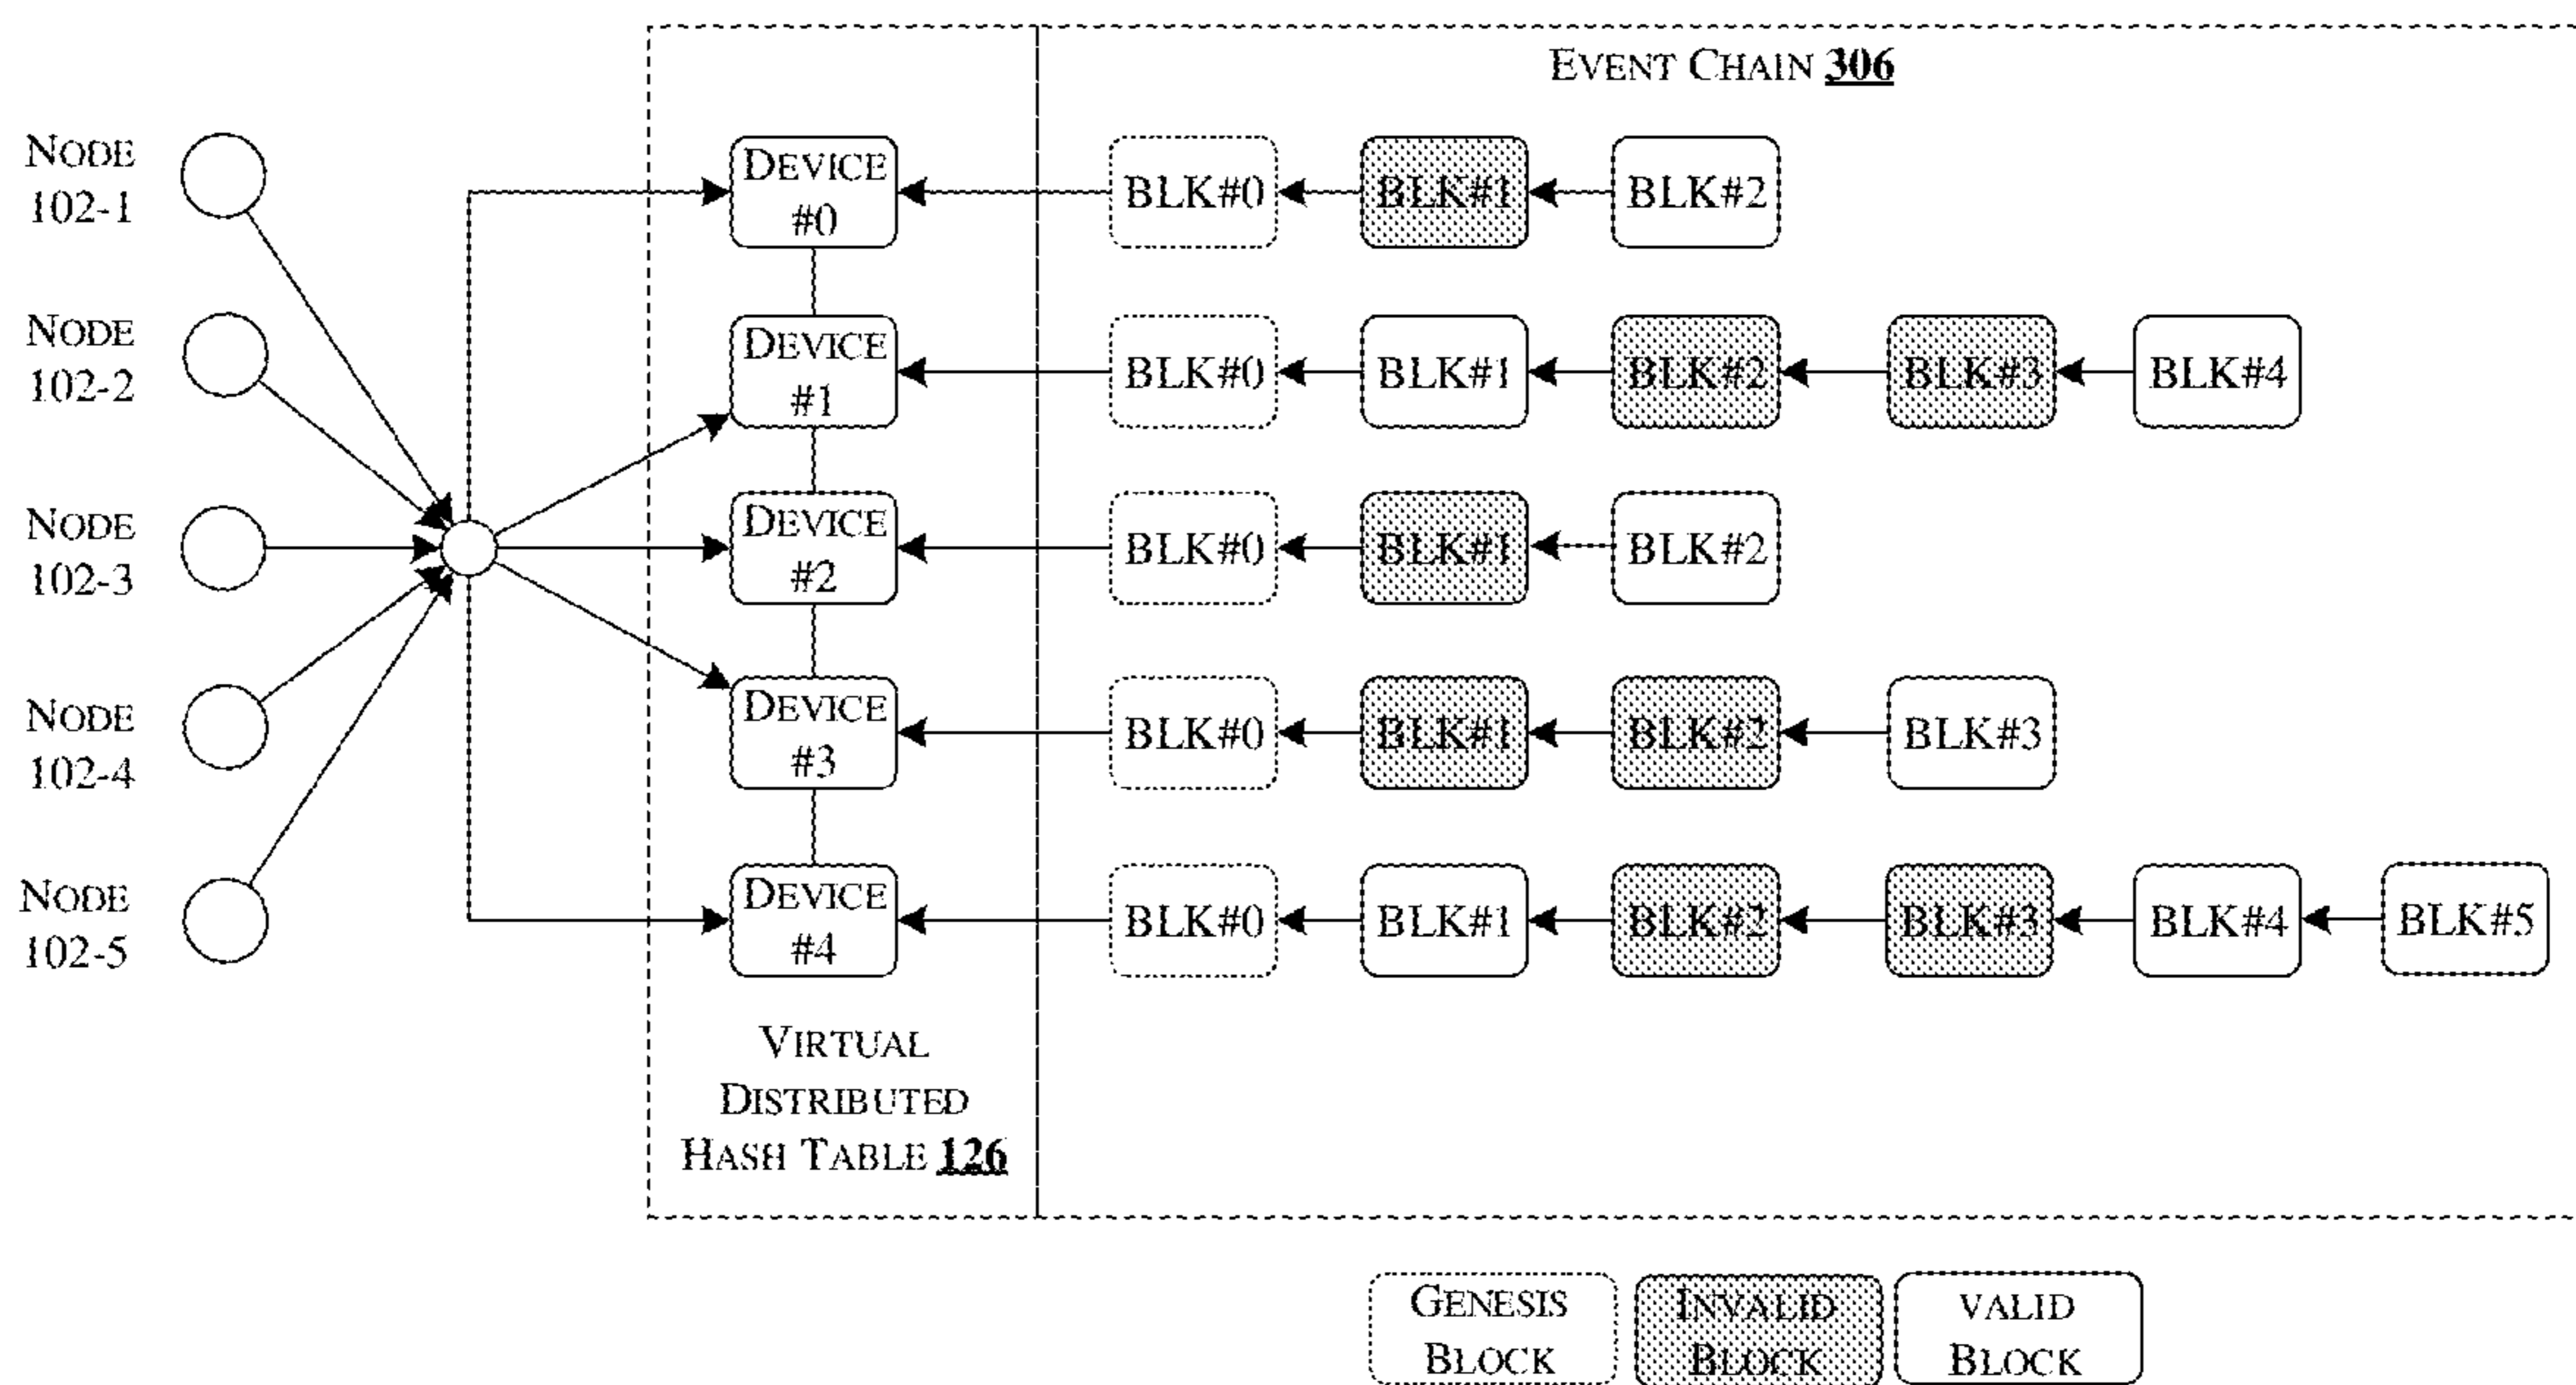 EVENT CHAIN 306
NODE
102-1
DEVICE
#0
BLK#0
BLK#1
BLK#2
NODE
102-2
DEVICE
#1
BLK#0
BLK#1
BLK#2
BLK#3
BLK#4
NODE
102-3
DEVICE
#2
BLK#0
BLK#1
BLK#2
NODE
102-4
DEVICE
#3
BLK#0
BLK#1
BLK#2
BLK#3
NODE
102-5
DEVICE
#4
BLK#0
BLK#1
BLK#2
BLK#3
BLK#4
BLK#5
VIRTUAL
DISTRIBUTED
HASH TABLE 126
GENESIS
BLOCK
INVALID
BLOCK
VALID
BLOCK